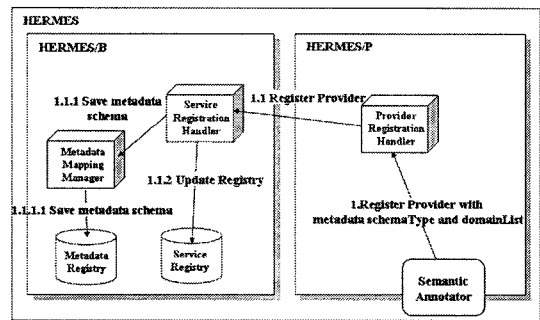 HERMES
HERMES/B
HERMES/P
1.1.1 Save metadata
schema
Service
Registration
Handler
1.1 Register Provider
Provider
Registration
Handler
Metadata
Mapping
Manager
1.1.2 Update Registry
1.1.1.1 Save metadata schema
1.Register Provider with
metadata schemaType and domainList
Metadata
Registry
Service
Registry
Semantic
Annotator